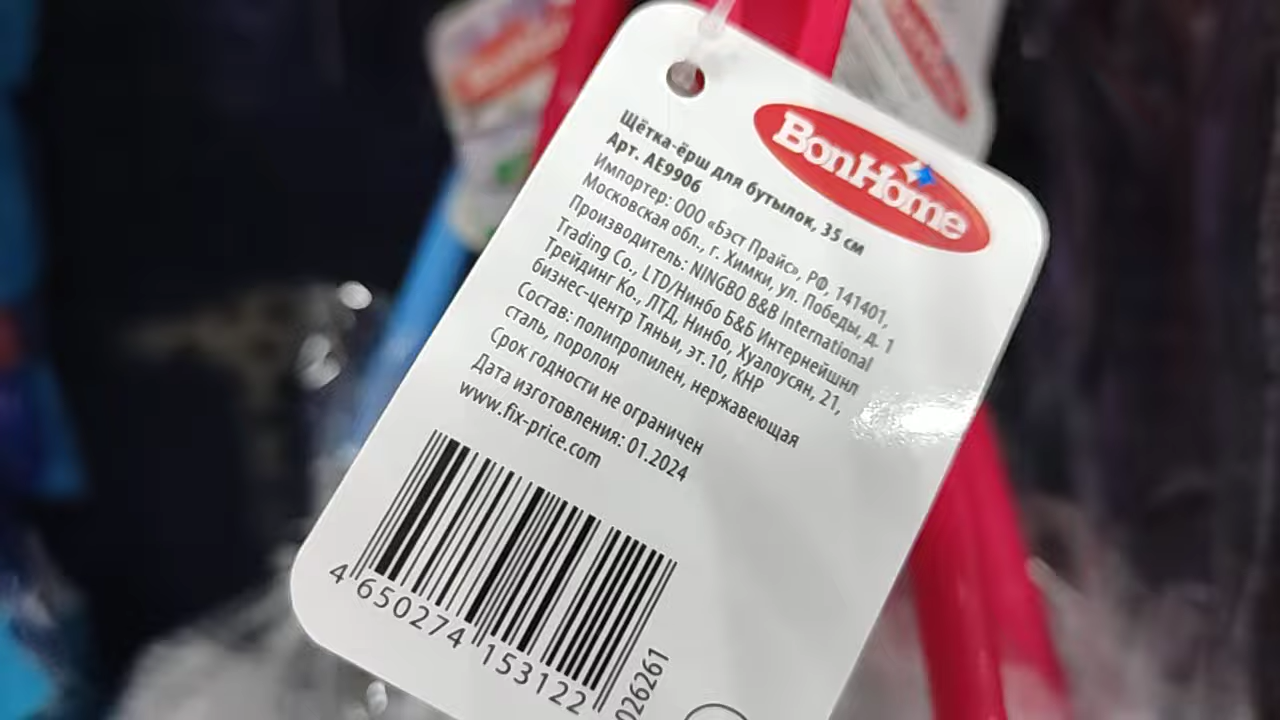 BonHome
Щётка-ёрш для бутылок, 35 см
Арт. AE9906
Импортер: ООО «Бэст Прайс», РФ, 141401,
Московская обл., г. Химки, ул. Победы, д. 1
Производитель: NINGBO B&B International
Trading Co., LTD/Нинбо Б&Б Интернейшнл
Трейдинг Ко., ЛТД, Нинбо, Хуалоусян, 21,
бизнес-центр Тяньи, эт.10, КНР
Состав: полипропилен, нержавеющая
сталь, поролон
Срок годности не ограничен
Дата изготовления: 01.2024
www.fix-price.com
4 650274 153122
026261